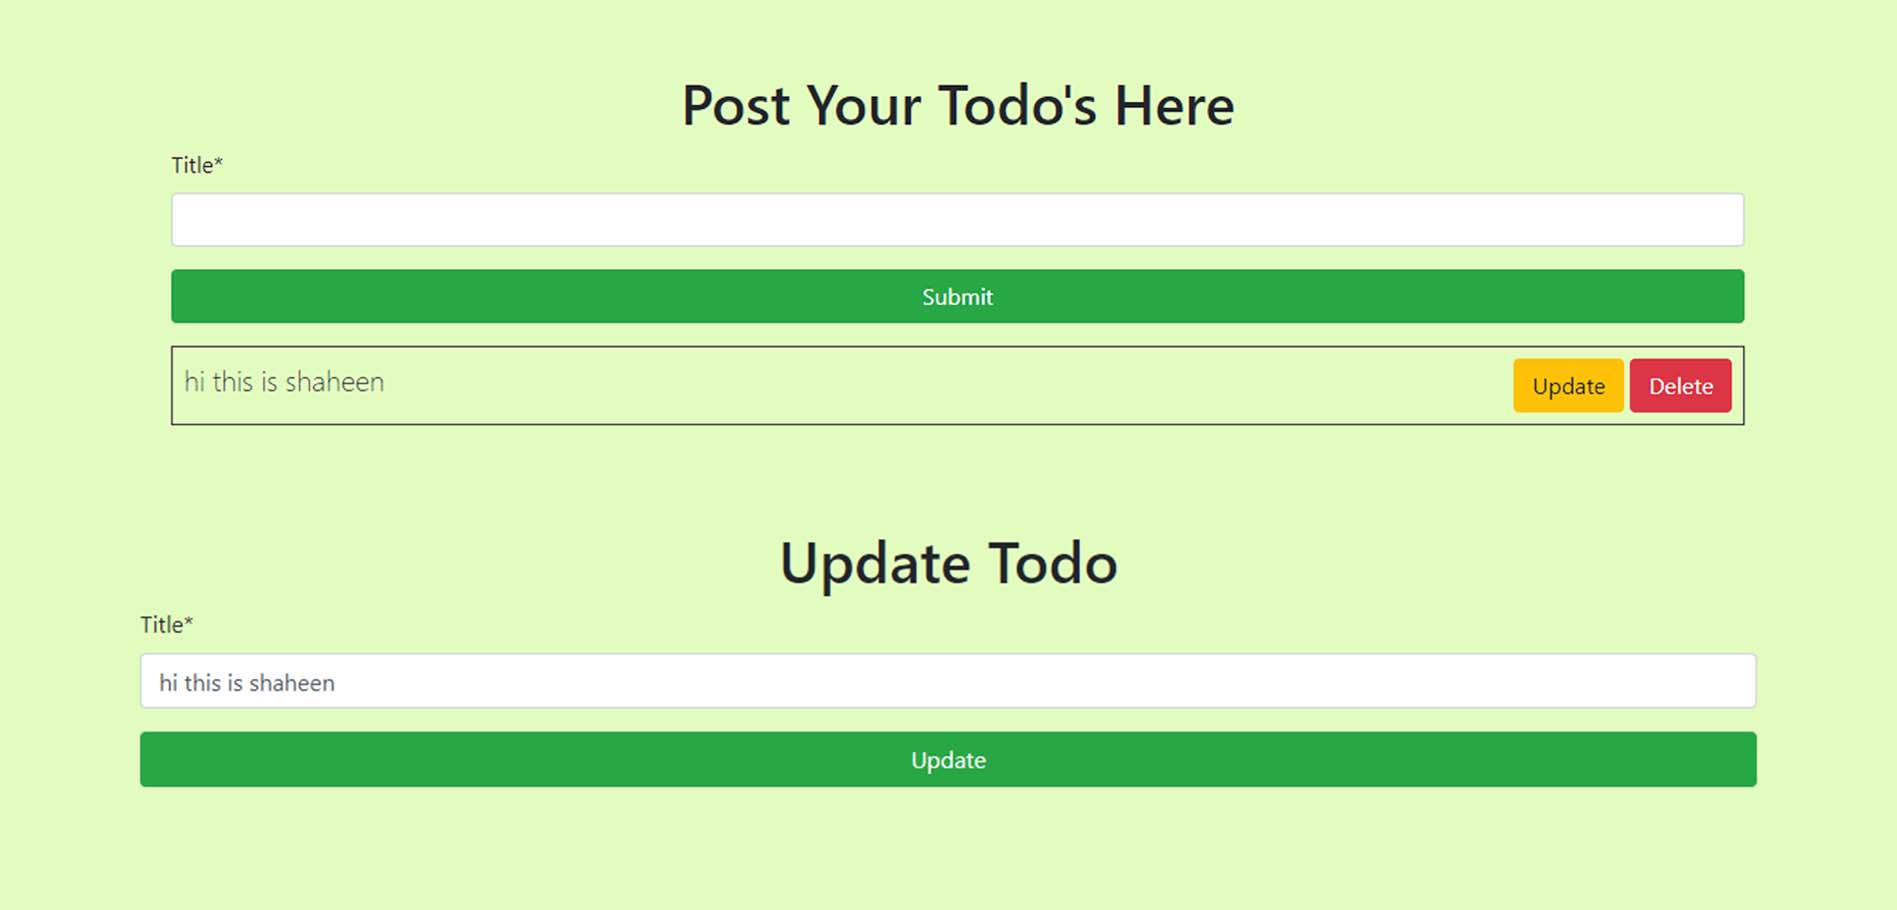 Post Your Todo's Here
Title*
Submit
hi this is shaheen
Update Delete
Update Todo
Title*
hi this is shaheen
Update